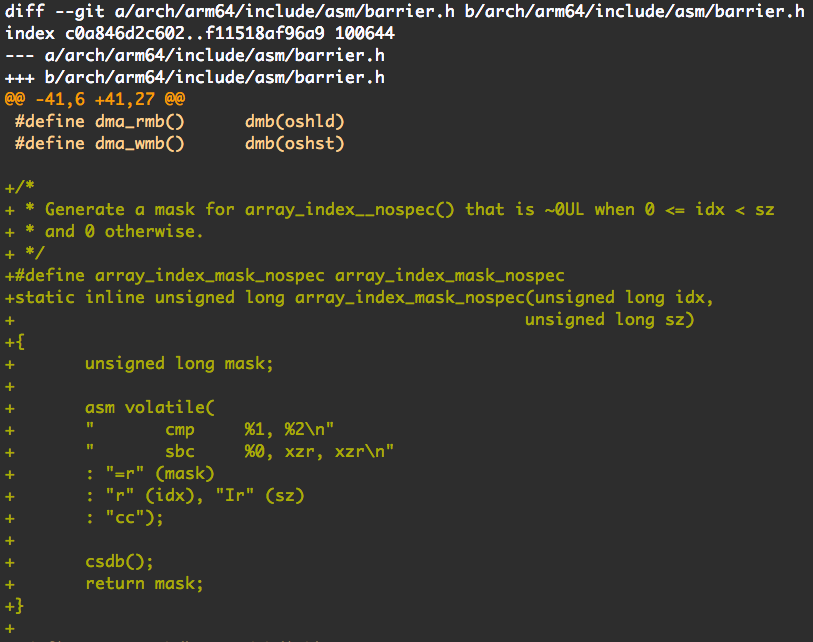 diff --git a/arch/arm64/include/asm/barrier.h b/arch/arm64/include/asm/barrier.h
index c0a846d2c602..f11518af96a9 100644
--- a/arch/arm64/include/asm/barrier.h
+++ b/arch/arm64/include/asm/barrier.h
@@ -41,6 +41,27 @@
 #define dma_rmb()      dmb(oshld)
 #define dma_wmb()      dmb(oshst)

+/*
+ * Generate a mask for array_index__nospec() that is ~0UL when 0 <= idx < sz
+ * and 0 otherwise.
+ */
+#define array_index_mask_nospec array_index_mask_nospec
+static inline unsigned long array_index_mask_nospec(unsigned long idx,
+                                                   unsigned long sz)
+{
+       unsigned long mask;
+
+       asm volatile(
+       "       cmp     %1, %2\n"
+       "       sbc     %0, xzr, xzr\n"
+       : "=r" (mask)
+       : "r" (idx), "Ir" (sz)
+       : "cc");
+
+       csdb();
+       return mask;
+}
+